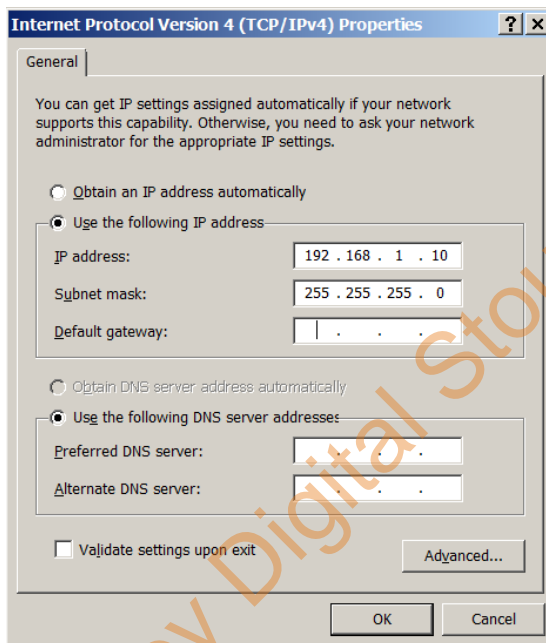 Internet Protocol Version 4 (TCP/IPv4) Properties ? x
General
You can get IP settings assigned automatically if your network
supports this capability. Otherwise, you need to ask your network
administrator for the appropriate IP settings.
Obtain an IP address automatically
Use the following IP address
IP address: 192 . 168 . 1 . 10
Subnet mask: 255 . 255 . 255 . 0
Default gateway: . . .
Obtain DNS server address automatically
Use the following DNS server addresses
Preferred DNS server: . . .
Alternate DNS server: . . .
Validate settings upon exit
Advanced...
OK Cancel
Digital